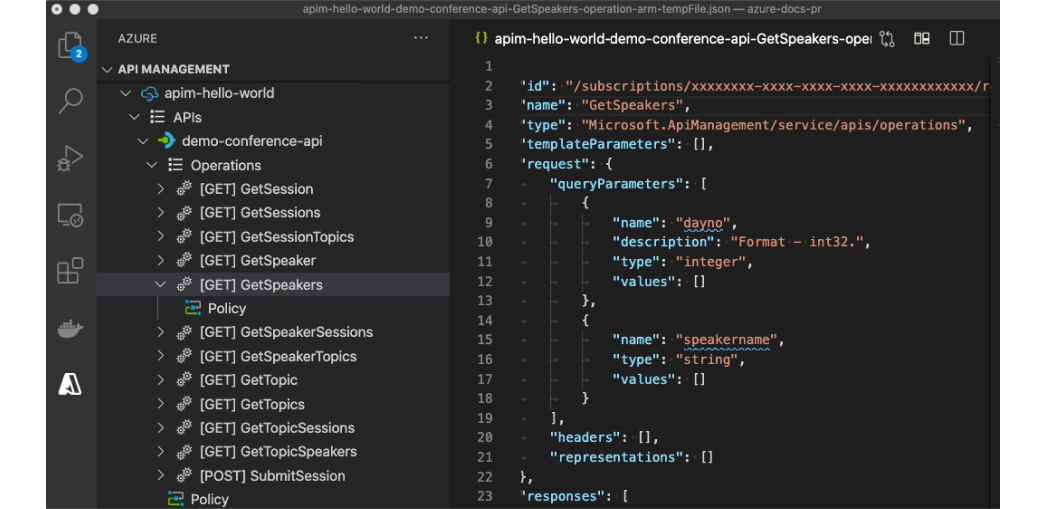 apim-hello-world-demo-conference-api-GetSpeakers-operation-arm-tempFile.json — azure-docs-pr
2
AZURE
...
API MANAGEMENT
apim-hello-world
APIs
demo-conference-api
Operations
[GET] GetSession
[GET] GetSessions
[GET] GetSessionTopics
[GET] GetSpeaker
[GET] GetSpeakers
Policy
[GET] GetSpeakerSessions
[GET] GetSpeakerTopics
[GET] GetTopic
[GET] GetTopics
[GET] GetTopicSessions
[GET] GetTopicSpeakers
[POST] SubmitSession
Policy
{} apim-hello-world-demo-conference-api-GetSpeakers-oper
1
2 "id": "/subscriptions/xxxxxxxx-xxxx-xxxx-xxxx-xxxxxxxxxxxx/r
3 "name": "GetSpeakers",
4 "type": "Microsoft.ApiManagement/service/apis/operations",
5 "templateParameters": [],
6 "request": {
7 "queryParameters": [
8 {
9 "name": "dayno",
10 "description": "Format - int32.",
11 "type": "integer",
12 "values": []
13 },
14 {
15 "name": "speakername",
16 "type": "string",
17 "values": []
18 }
19 ],
20 "headers": [],
21 "representations": []
22 },
23 "responses": [